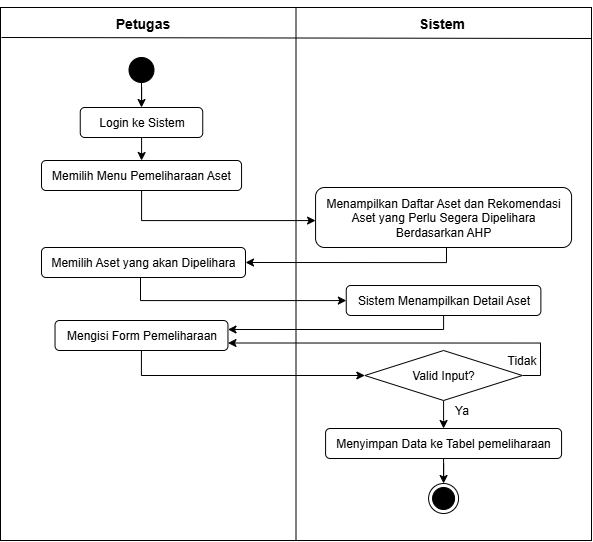 Petugas
Sistem
Login ke Sistem
Memilih Menu Pemeliharaan Aset
Menampilkan Daftar Aset dan Rekomendasi
Aset yang Perlu Segera Dipelihara
Berdasarkan AHP
Memilih Aset yang akan Dipelihara
Sistem Menampilkan Detail Aset
Mengisi Form Pemeliharaan
Tidak
Valid Input?
Ya
Menyimpan Data ke Tabel pemeliharaan